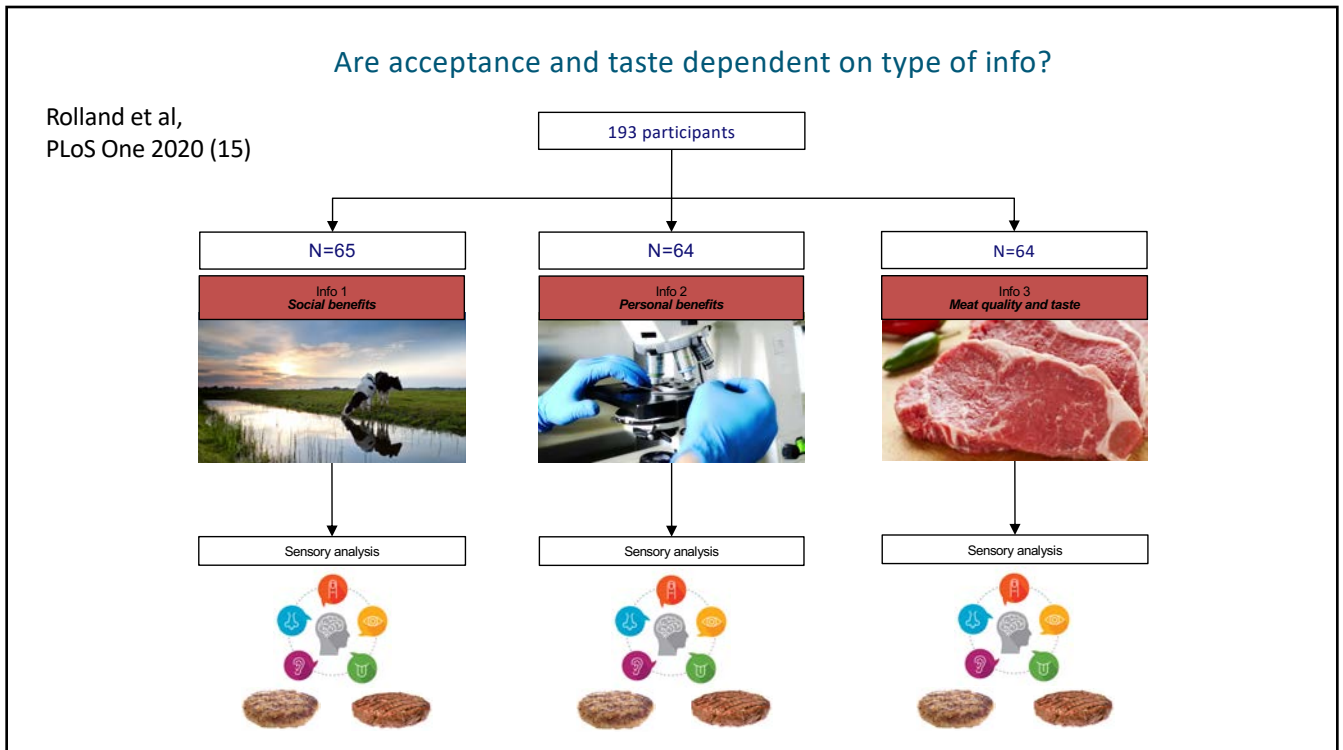 Are acceptance and taste dependent on type of info?
Rolland et al,
PLoS One 2020 (15)
193 participants
N=65
N=64
N=64
Info 1
Social benefits
Info 2
Personal benefits
Info 3
Meat quality and taste
Sensory analysis
Sensory analysis
Sensory analysis